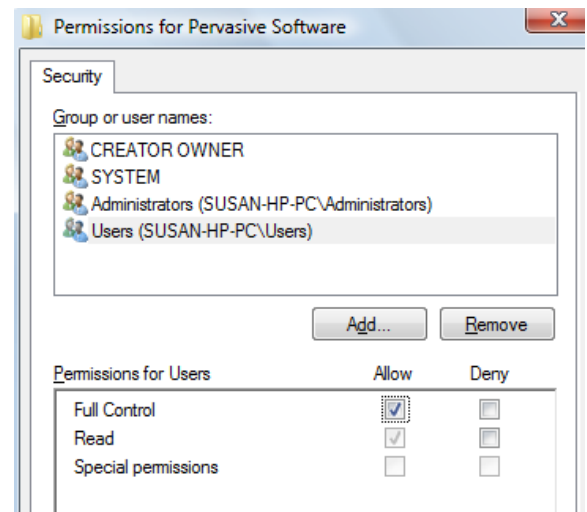 Permissions for Pervasive Software
Security
Group or user names:
CREATOR OWNER
SYSTEM
Administrators (SUSAN-HP-PC\Administrators)
Users (SUSAN-HP-PC\Users)
Add... Remove
Permissions for Users Allow Deny
Full Control
Read
Special permissions